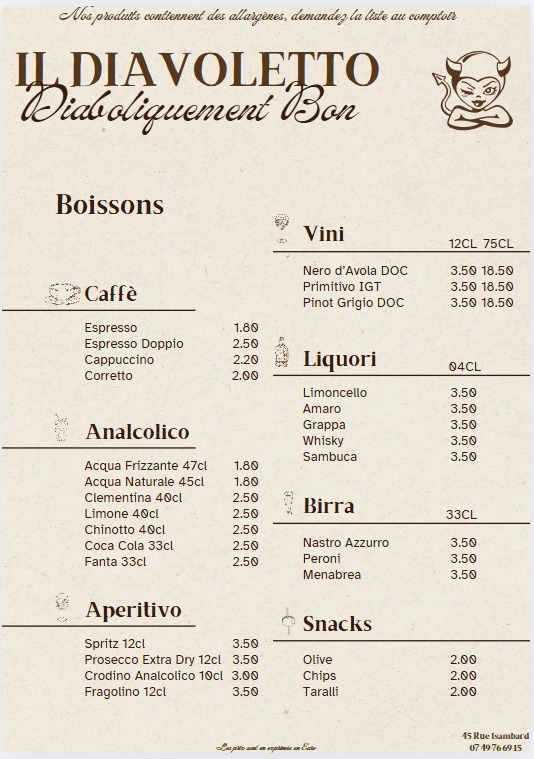 Nos produits contiennent des allargènes, demandez la liste au comptoir
IL DIAVOLETTO
Diaboliquement Bon
Boissons
Caffè
Espresso 1.80
Espresso Doppio 2.50
Cappuccino 2.20
Corretto 2.00
Analcolico
Acqua Frizzante 47cl 1.80
Acqua Naturale 45cl 1.80
Clementina 40cl 2.50
Limone 40cl 2.50
Chinotto 40cl 2.50
Coca Cola 33cl 2.50
Fanta 33cl 2.50
Aperitivo
Spritz 12cl 3.50
Prosecco Extra Dry 12cl 3.50
Crodino Analcolico 10cl 3.00
Fragolino 12cl 3.50
Vini 12CL 75CL
Nero d'Avola DOC 3.50 18.50
Primitivo IGT 3.50 18.50
Pinot Grigio DOC 3.50 18.50
Liquori 04CL
Limoncello 3.50
Amaro 3.50
Grappa 3.50
Whisky 3.50
Sambuca 3.50
Birra 33CL
Nastro Azzurro 3.50
Peroni 3.50
Menabrea 3.50
Snacks
Olive 2.00
Chips 2.00
Taralli 2.00
45 Rue Isambard
07 49 76 69 15
Les prix sont en exprimés en Euro